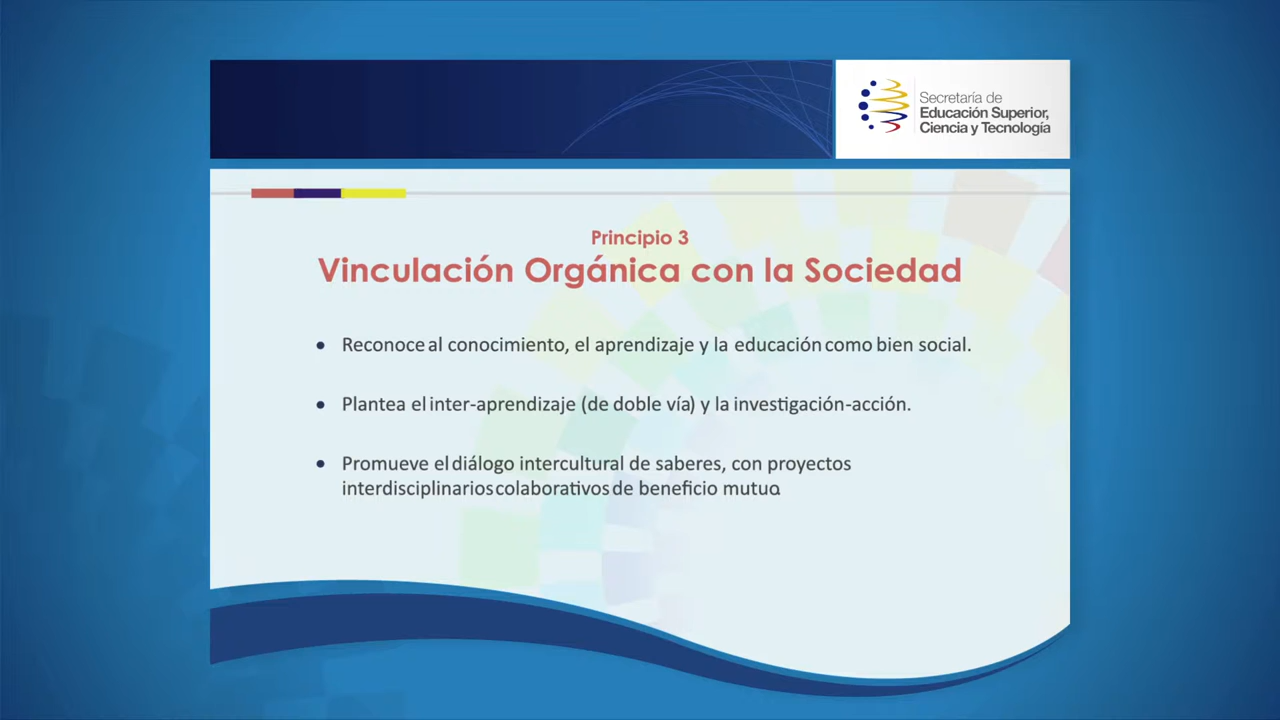 Secretaría de
Educación Superior,
Ciencia y Tecnología
Principio 3
Vinculación Orgánica con la Sociedad
• Reconoce al conocimiento, el aprendizaje y la educación como bien social.
• Plantea el inter-aprendizaje (de doble vía) y la investigación-acción.
• Promueve el diálogo intercultural de saberes, con proyectos
interdisciplinarios colaborativos de beneficio mutuo.